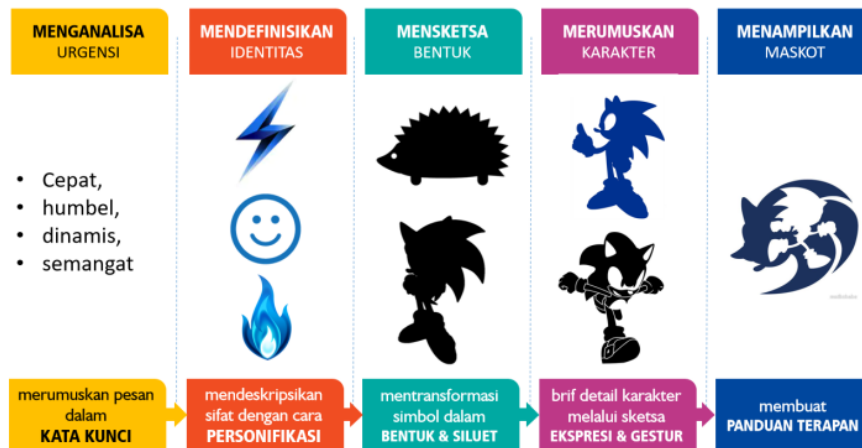 MENGANALISA
URGENSI
MENDEFINISIKAN
IDENTITAS
MENSKETSA
BENTUK
MERUMUSKAN
KARAKTER
MENAMPILKAN
MASKOT
• Cepat,
• humbel,
• dinamis,
• semangat
merumuskan pesan
dalam
KATA KUNCI
mendeskripsikan
sifat dengan cara
PERSONIFIKASI
mentransformasi
simbol dalam
BENTUK & SILUET
brif detail karakter
melalui sketsa
EKSPRESI & GESTUR
membuat
PANDUAN TERAPAN